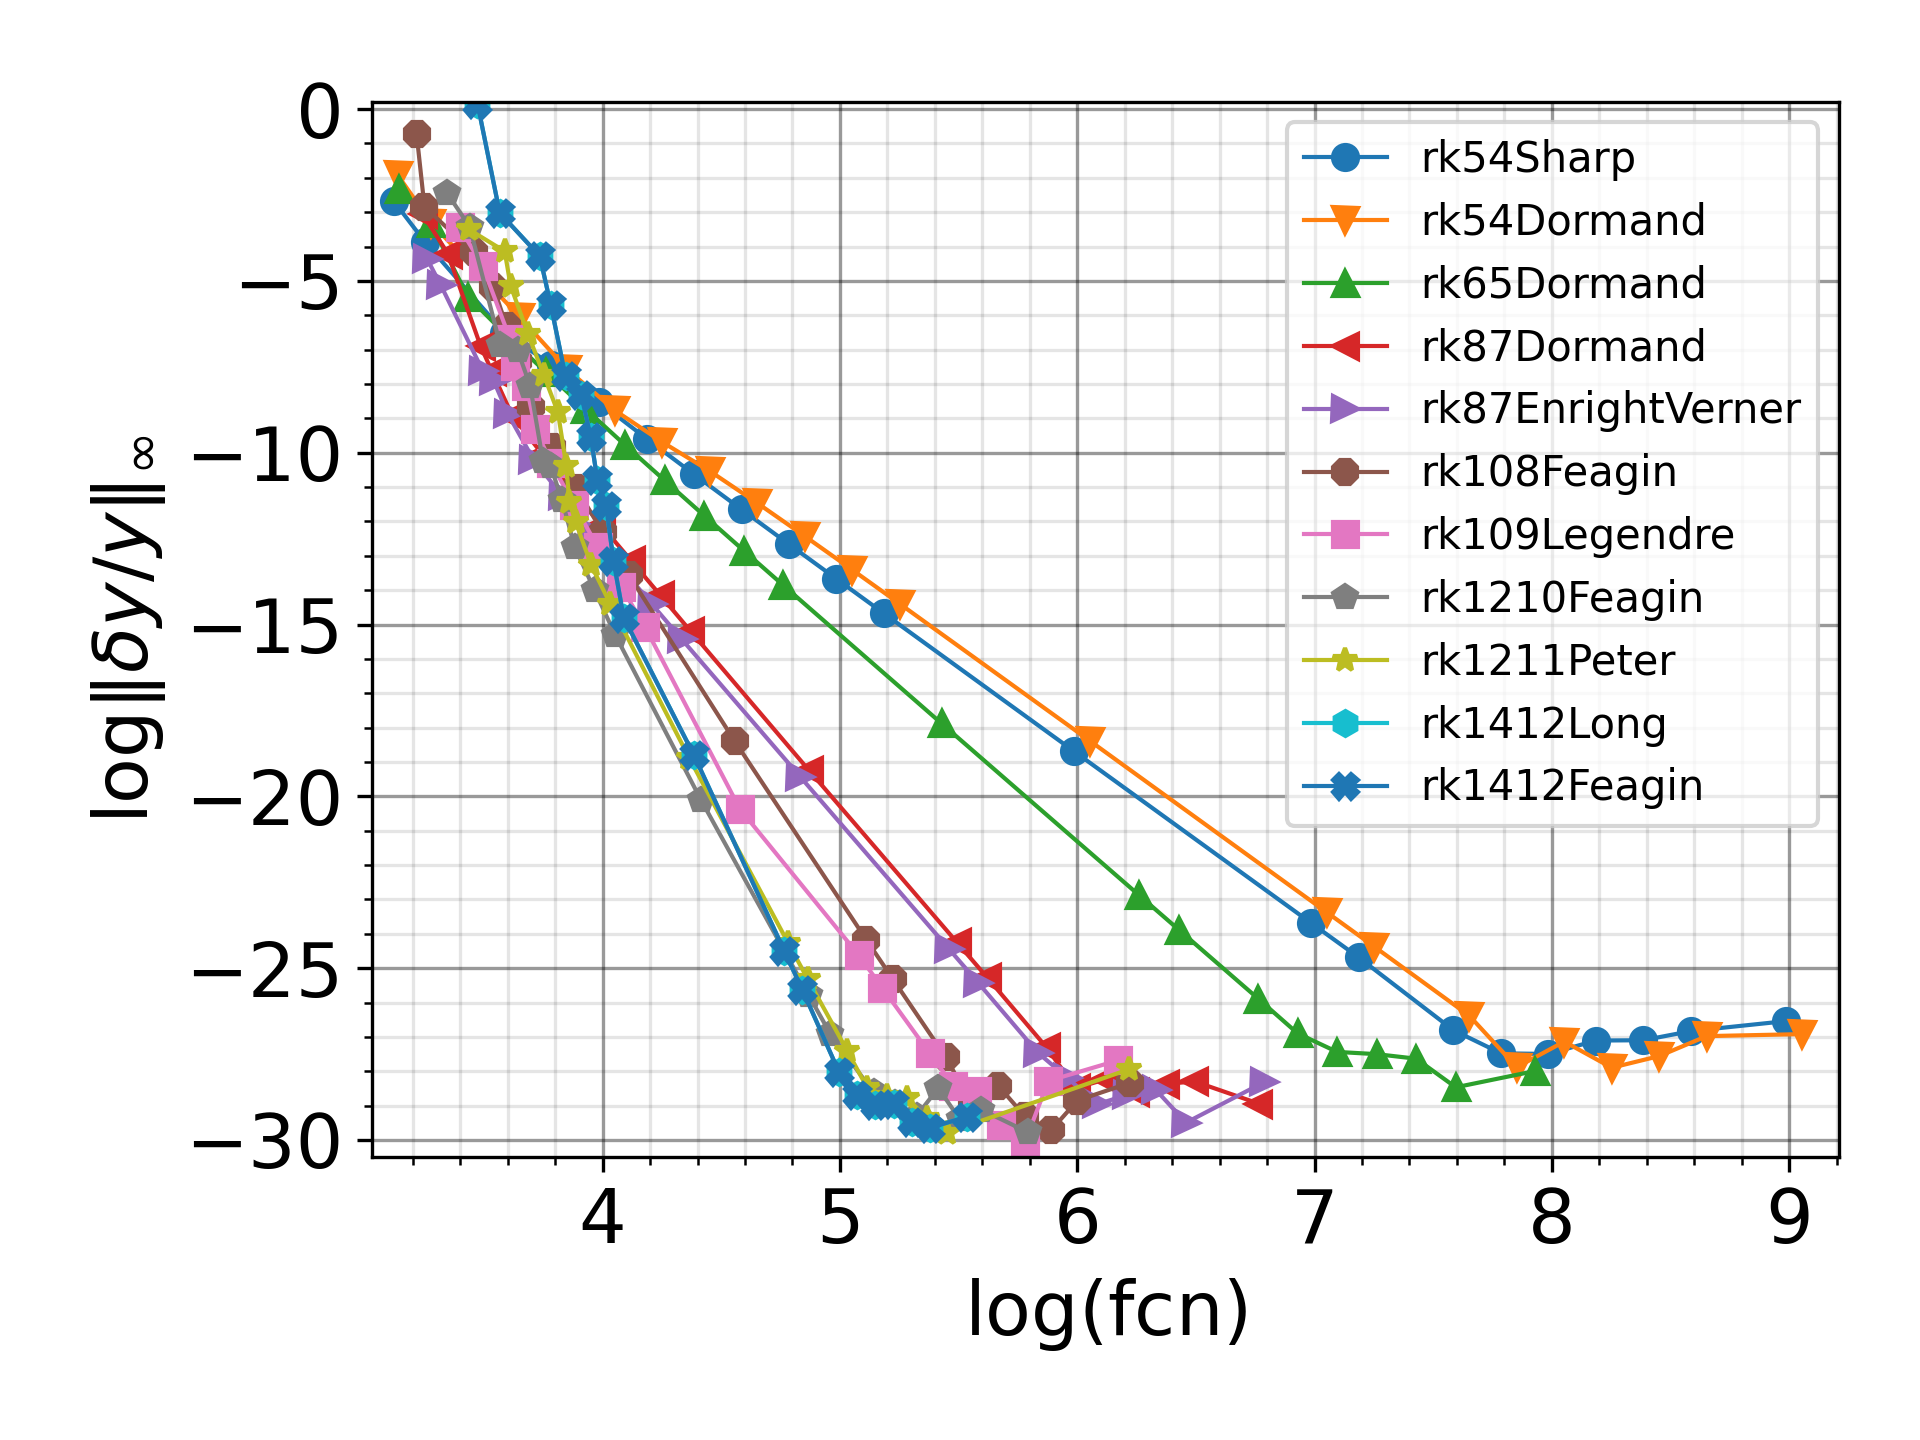 0
−5
−10
−15
−20
−25
−30
log‖δy/y‖∞
4 5 6 7 8 9
log(fcn)
rk54Sharp
rk54Dormand
rk65Dormand
rk87Dormand
rk87EnrightVerner
rk108Feagin
rk109Legendre
rk1210Feagin
rk1211Peter
rk1412Long
rk1412Feagin